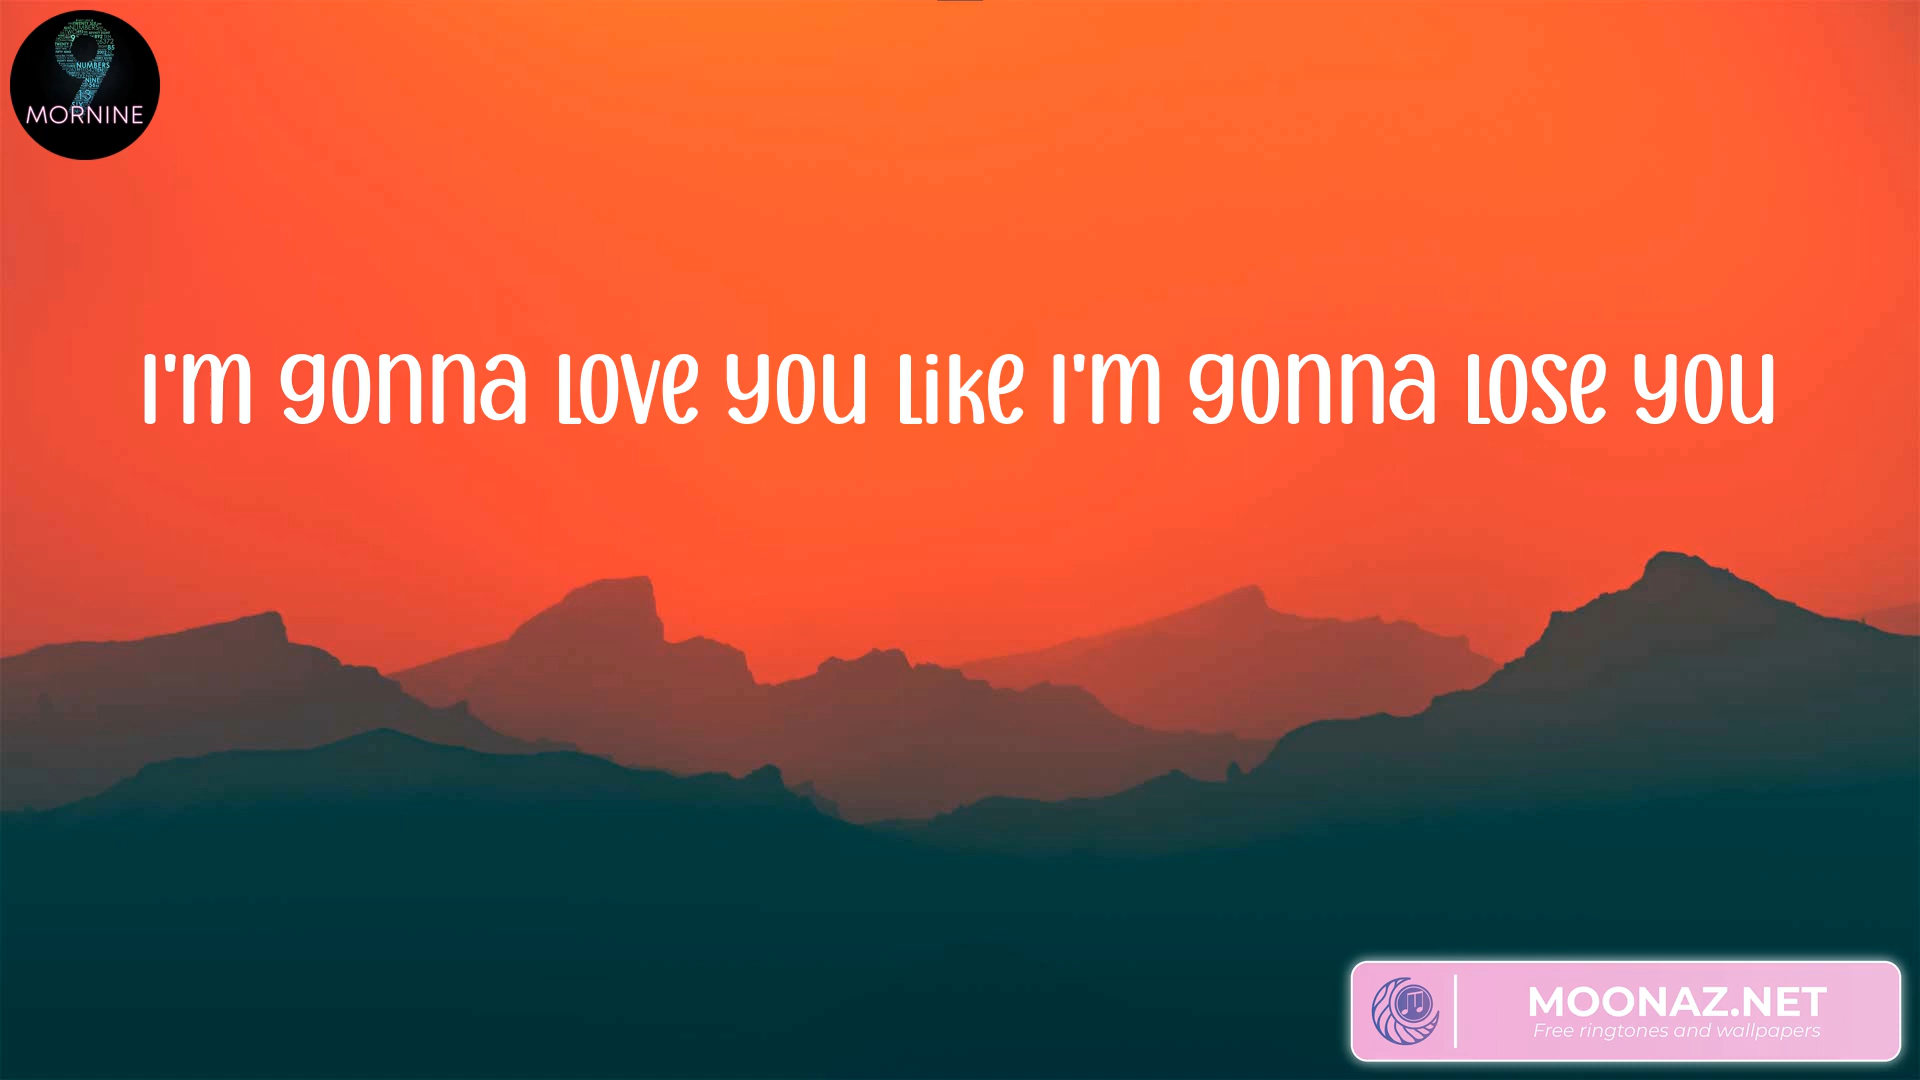 MORNINE
I'm gonna love you like I'm gonna lose you
MOONAZ.NET
Free ringtones and wallpapers